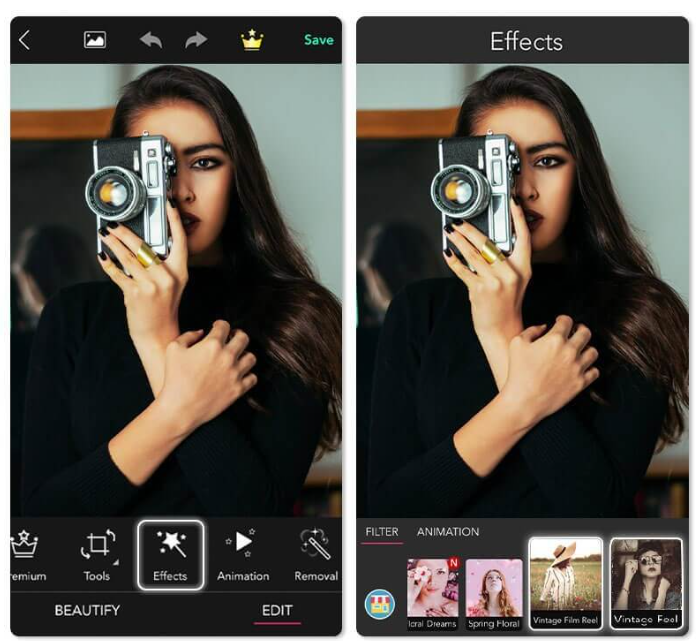 Save
remium
Tools
Effects
Animation
Removal
BEAUTIFY
EDIT
Effects
FILTER
ANIMATION
N
loral Dreams
Spring Floral
Vintage Film Reel
Vintage Feel